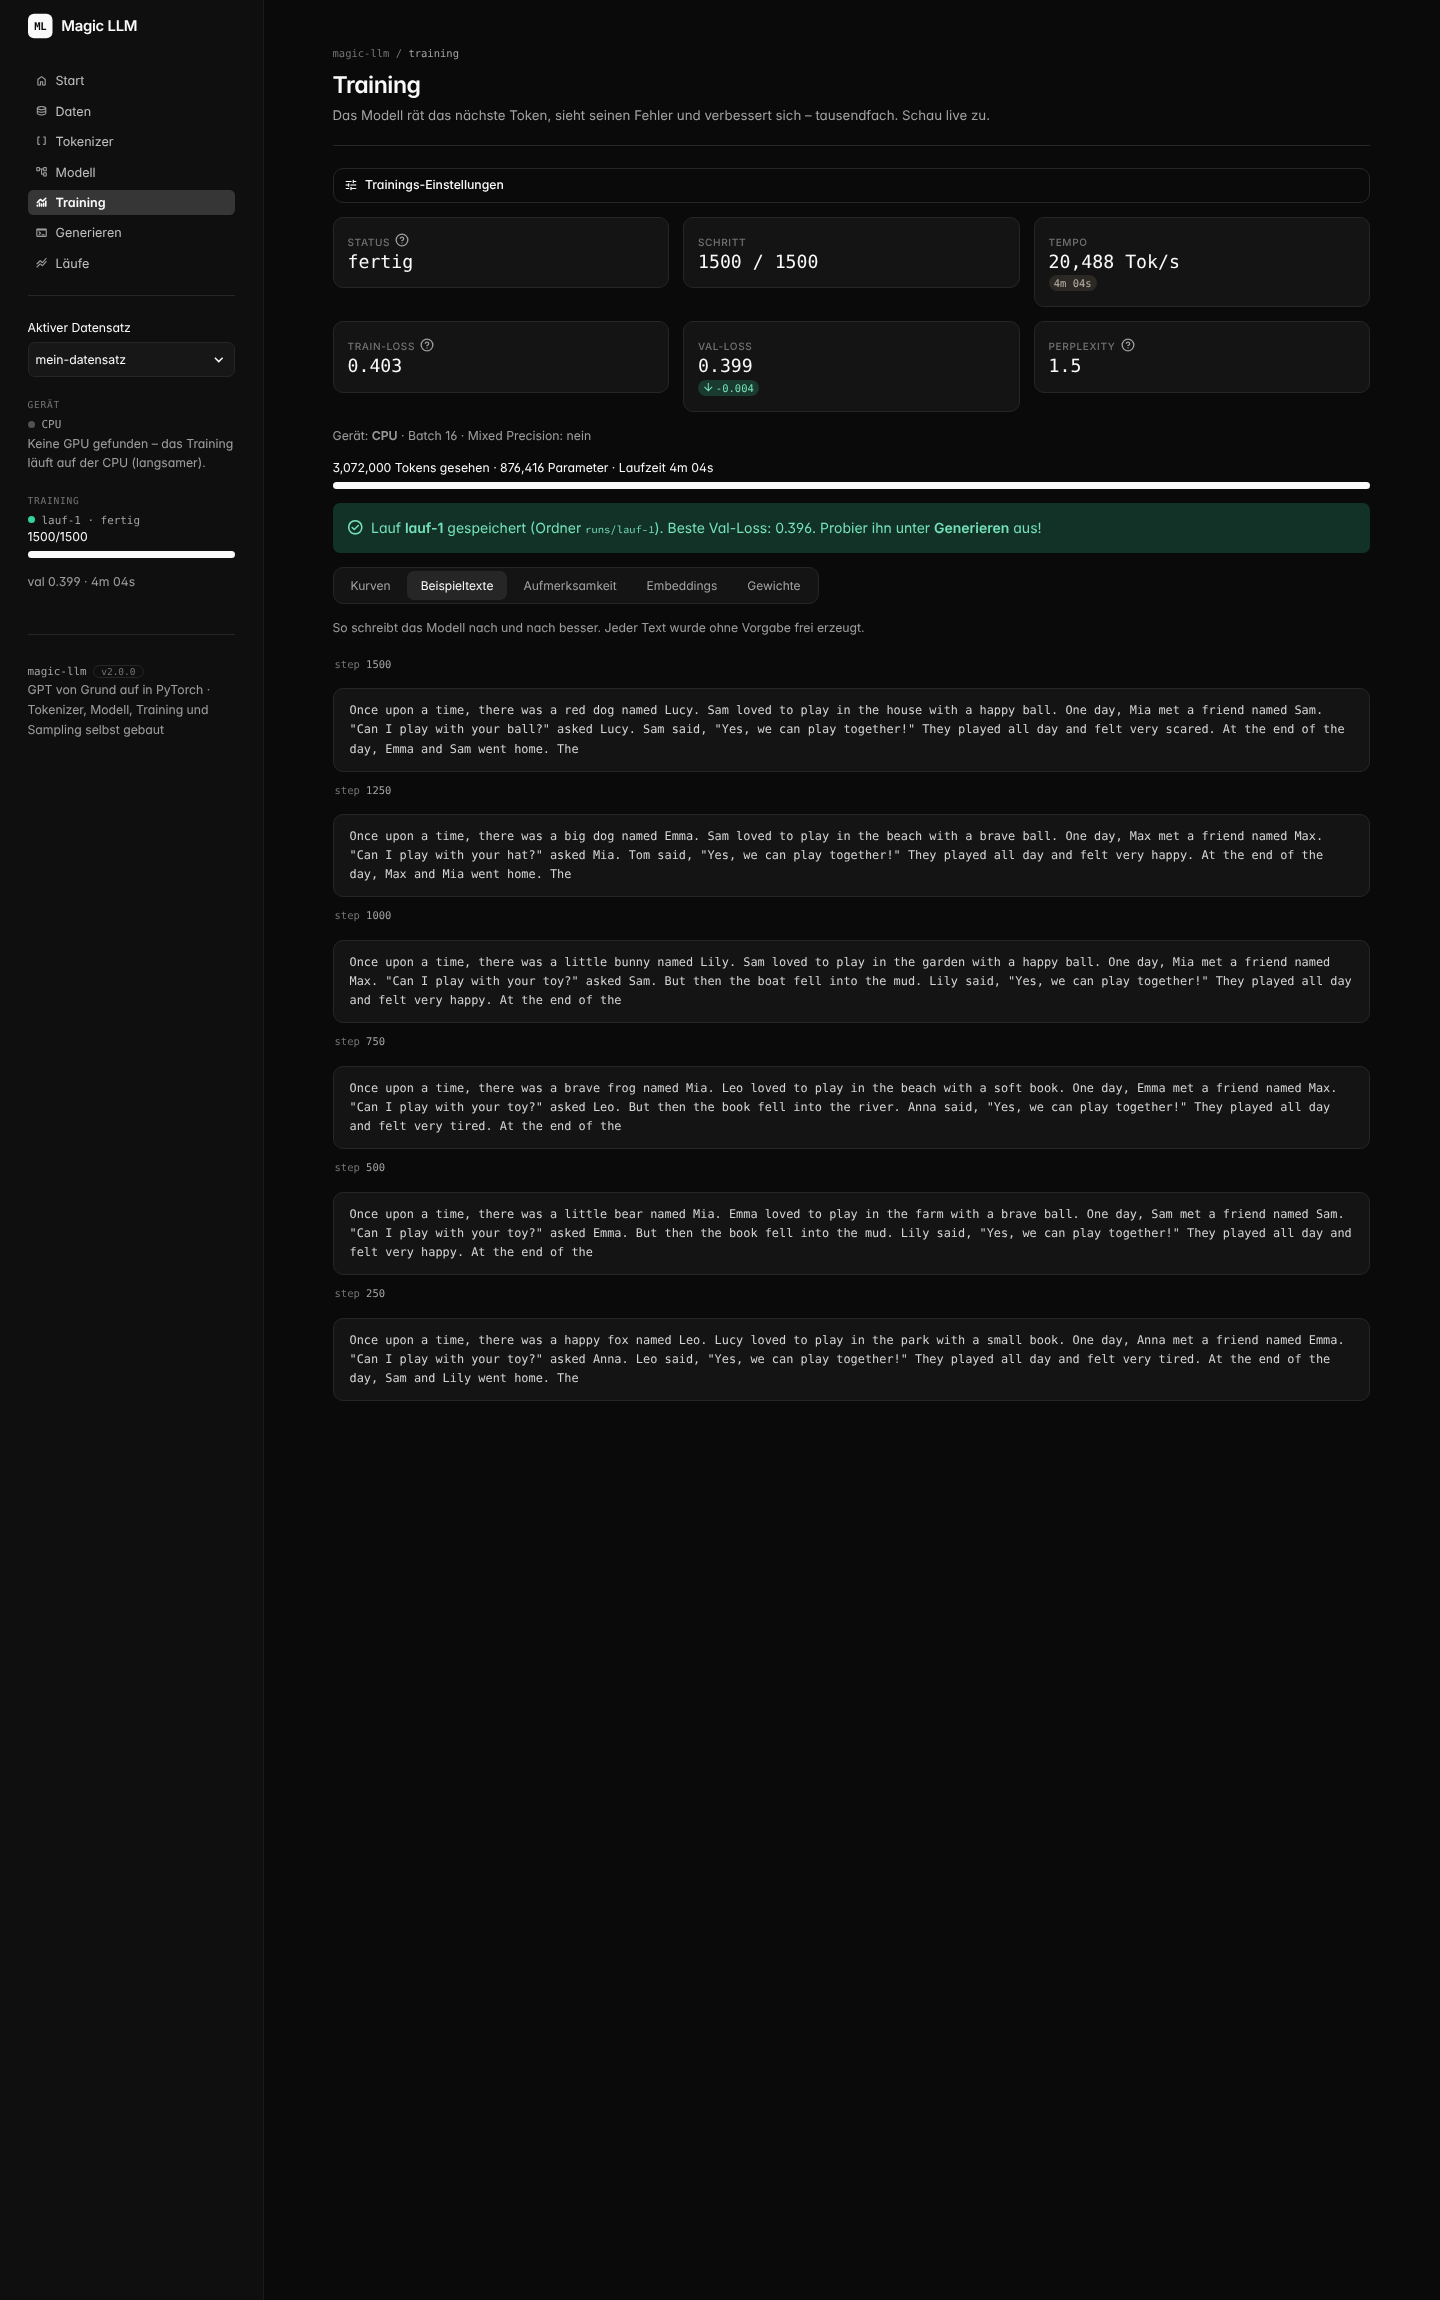 ML Magic LLM
Start
Daten
Tokenizer
Modell
Training
Generieren
Läufe
Aktiver Datensatz
mein-datensatz
GERÄT
CPU
Keine GPU gefunden – das Training
läuft auf der CPU (langsamer).
TRAINING
lauf-1 · fertig
1500/1500
val 0.399 · 4m 04s
magic-llm v2.0.0
GPT von Grund auf in PyTorch ·
Tokenizer, Modell, Training und
Sampling selbst gebaut
magic-llm / training
Training
Das Modell rät das nächste Token, sieht seinen Fehler und verbessert sich – tausendfach. Schau live zu.
Trainings-Einstellungen
STATUS
fertig
SCHRITT
1500 / 1500
TEMPO
20,488 Tok/s
4m 04s
TRAIN-LOSS
0.403
VAL-LOSS
0.399
-0.004
PERPLEXITY
1.5
Gerät: CPU · Batch 16 · Mixed Precision: nein
3,072,000 Tokens gesehen · 876,416 Parameter · Laufzeit 4m 04s
Lauf lauf-1 gespeichert (Ordner runs/lauf-1). Beste Val-Loss: 0.396. Probier ihn unter Generieren aus!
Kurven Beispieltexte Aufmerksamkeit Embeddings Gewichte
So schreibt das Modell nach und nach besser. Jeder Text wurde ohne Vorgabe frei erzeugt.
step 1500
Once upon a time, there was a red dog named Lucy. Sam loved to play in the house with a happy ball. One day, Mia met a friend named Sam.
"Can I play with your ball?" asked Lucy. Sam said, "Yes, we can play together!" They played all day and felt very scared. At the end of the
day, Emma and Sam went home. The
step 1250
Once upon a time, there was a big dog named Emma. Sam loved to play in the beach with a brave ball. One day, Max met a friend named Max.
"Can I play with your hat?" asked Mia. Tom said, "Yes, we can play together!" They played all day and felt very happy. At the end of the
day, Max and Mia went home. The
step 1000
Once upon a time, there was a little bunny named Lily. Sam loved to play in the garden with a happy ball. One day, Mia met a friend named
Max. "Can I play with your toy?" asked Sam. But then the boat fell into the mud. Lily said, "Yes, we can play together!" They played all day
and felt very happy. At the end of the
step 750
Once upon a time, there was a brave frog named Mia. Leo loved to play in the beach with a soft book. One day, Emma met a friend named Max.
"Can I play with your toy?" asked Leo. But then the book fell into the river. Anna said, "Yes, we can play together!" They played all day
and felt very tired. At the end of the
step 500
Once upon a time, there was a little bear named Mia. Emma loved to play in the farm with a brave ball. One day, Sam met a friend named Sam.
"Can I play with your toy?" asked Emma. But then the book fell into the mud. Lily said, "Yes, we can play together!" They played all day and
felt very happy. At the end of the
step 250
Once upon a time, there was a happy fox named Leo. Lucy loved to play in the park with a small book. One day, Anna met a friend named Emma.
"Can I play with your toy?" asked Anna. Leo said, "Yes, we can play together!" They played all day and felt very tired. At the end of the
day, Sam and Lily went home. The